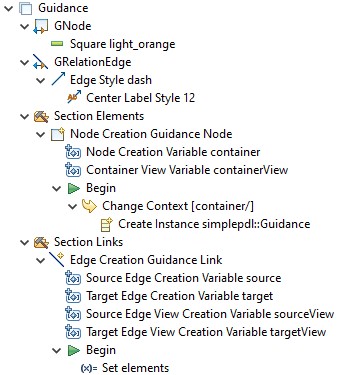 Guidance
GNode
Square light_orange
GRelationEdge
Edge Style dash
Center Label Style 12
Section Elements
Node Creation Guidance Node
Node Creation Variable container
Container View Variable containerView
Begin
Change Context [container/]
Create Instance simplepdl::Guidance
Section Links
Edge Creation Guidance Link
Source Edge Creation Variable source
Target Edge Creation Variable target
Source Edge View Creation Variable sourceView
Target Edge View Creation Variable targetView
Begin
(x)= Set elements